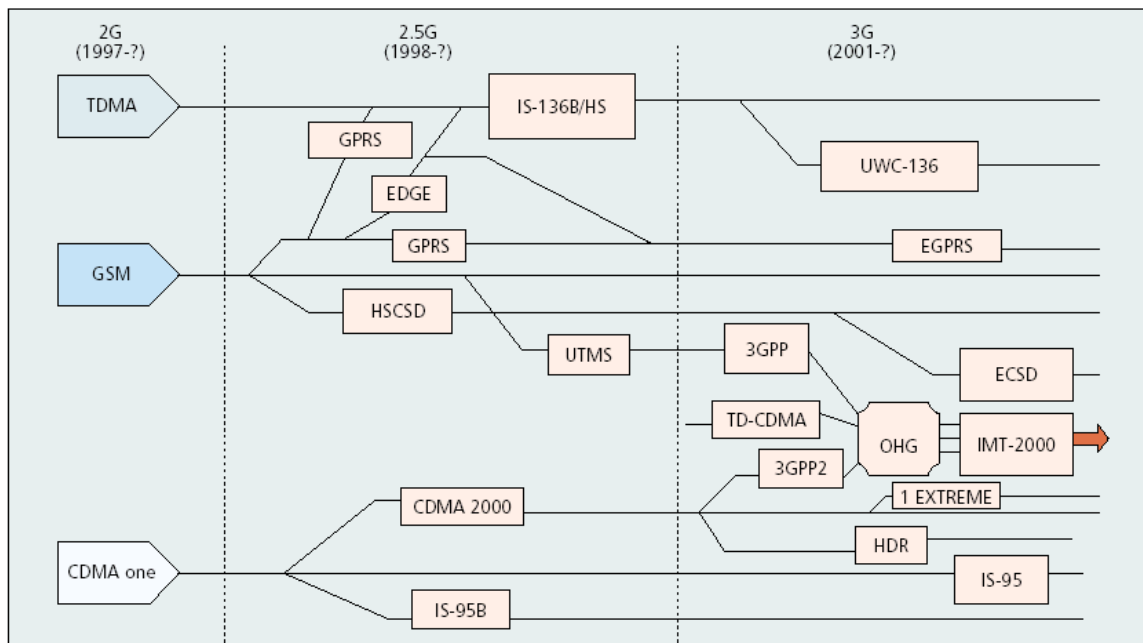 2G
(1997-?)
2.5G
(1998-?)
3G
(2001-?)
TDMA
IS-136B/HS
GPRS
UWC-136
EDGE
GPRS
EGPRS
GSM
HSCSD
UTMS
3GPP
ECSD
TD-CDMA
OHG
IMT-2000
3GPP2
1 EXTREME
CDMA 2000
HDR
CDMA one
IS-95
IS-95B